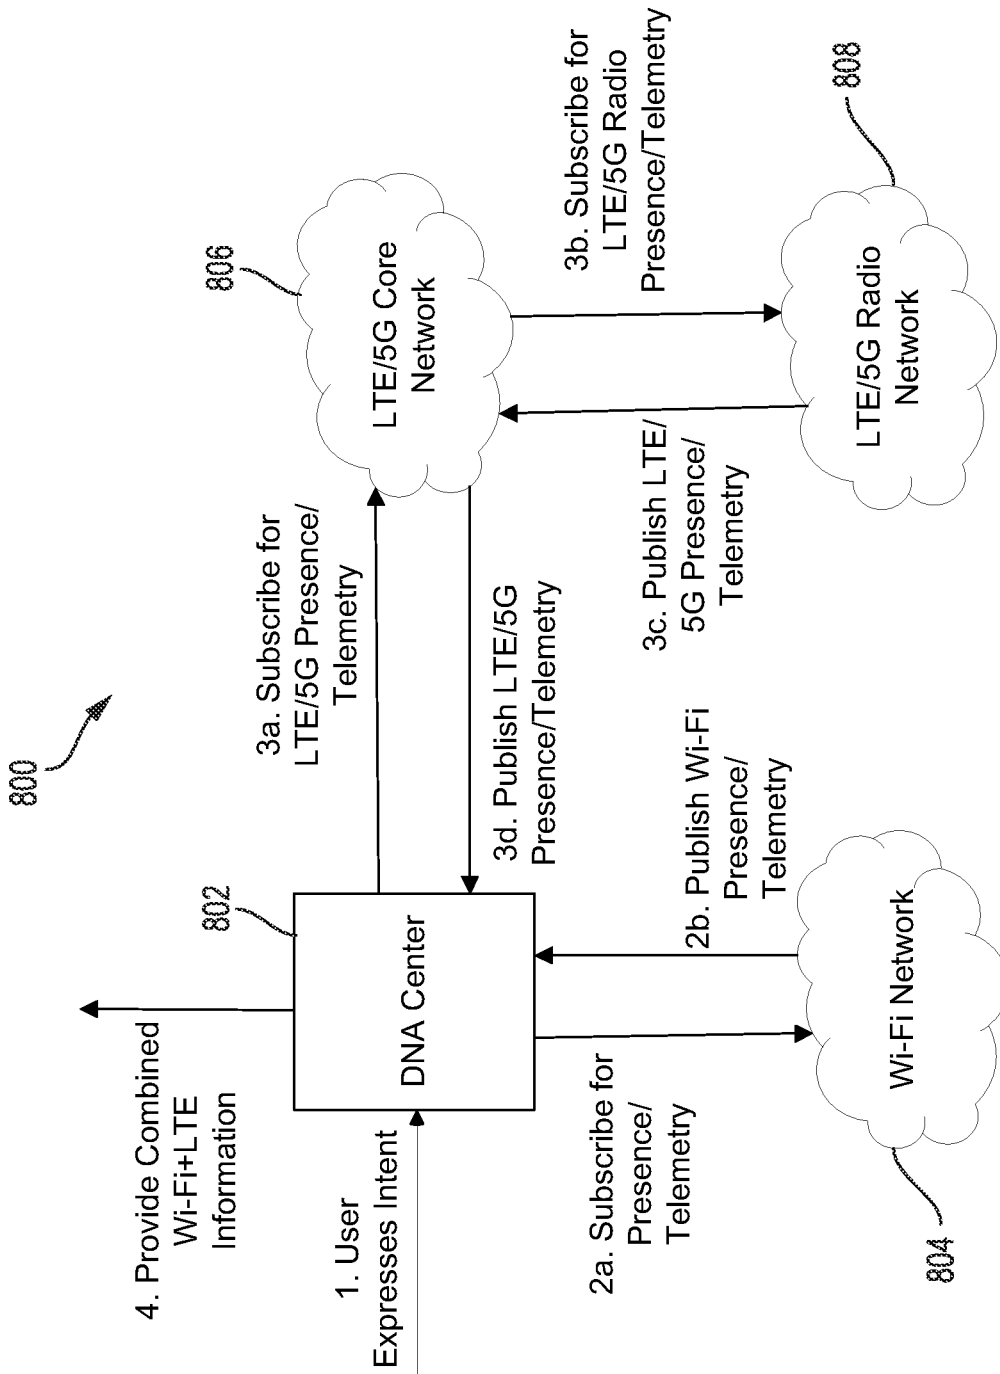 800
4. Provide Combined
Wi-Fi+LTE
Information
1. User
Expresses Intent
802
DNA Center
3a. Subscribe for
LTE/5G Presence/
Telemetry
3d. Publish LTE/5G
Presence/Telemetry
806
LTE/5G Core
Network
2a. Subscribe for
Presence/
Telemetry
2b. Publish Wi-Fi
Presence/
Telemetry
804
Wi-Fi Network
3c. Publish LTE/
5G Presence/
Telemetry
3b. Subscribe for
LTE/5G Radio
Presence/Telemetry
LTE/5G Radio
Network
808